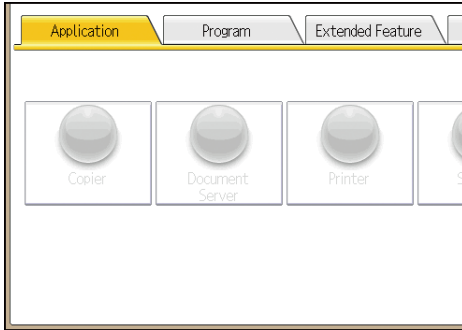 Application Program Extended Feature
Copier Document Printer
Server